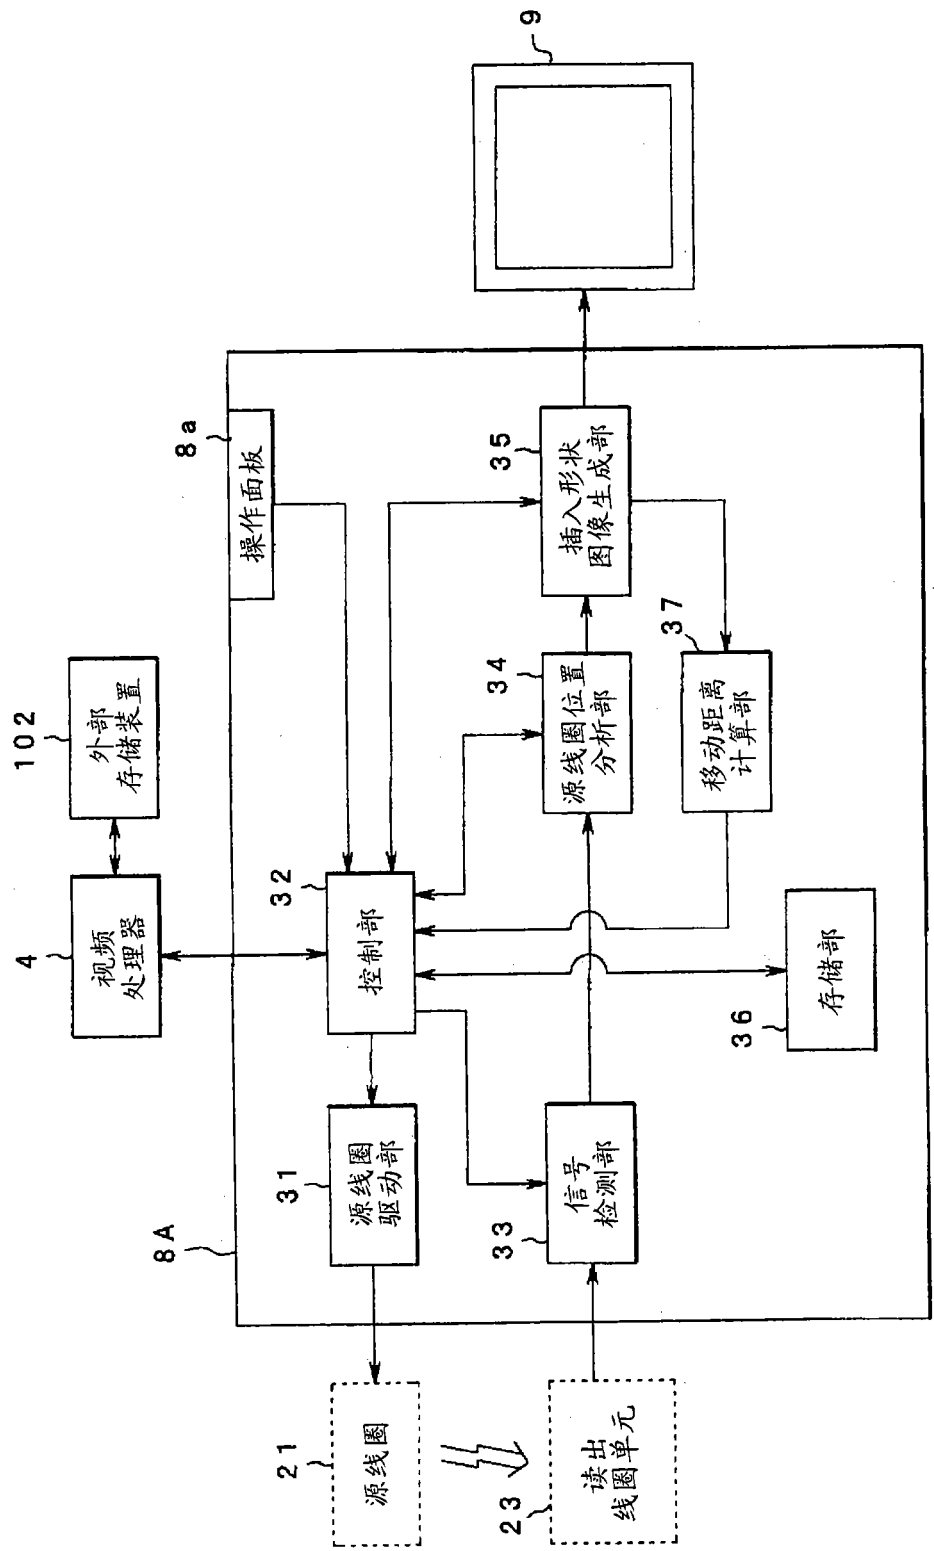 102
外部
存储装置
4
视频
处理器
8A
8a
操作面板
32
控制部
31
源线圈
驱动部
21
源线圈
23
读出
线圈单元
33
信号
检测部
34
源线圈位置
分析部
35
插入形状
图像生成部
37
移动距离
计算部
36
存储部
9